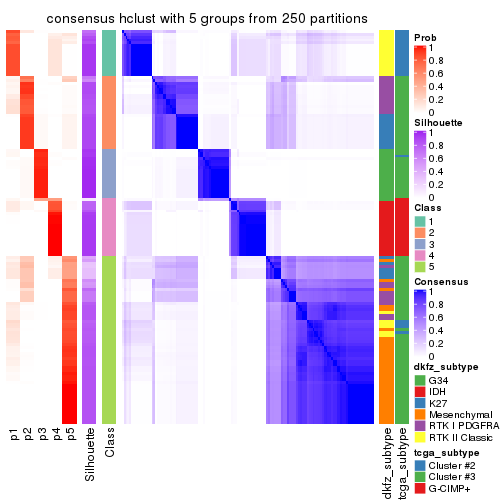 consensus hclust with 5 groups from 250 partitions
p1
p2
p3
p4
p5
Silhouette
Class
dkfz_subtype
tcga_subtype
Prob
1
0.8
0.6
0.4
0.2
0
Silhouette
1
0.8
0.6
0.4
0.2
0
Class
1
2
3
4
5
Consensus
1
0.8
0.6
0.4
0.2
0
dkfz_subtype
G34
IDH
K27
Mesenchymal
RTK I PDGFRA
RTK II Classic
tcga_subtype
Cluster #2
Cluster #3
G-CIMP+